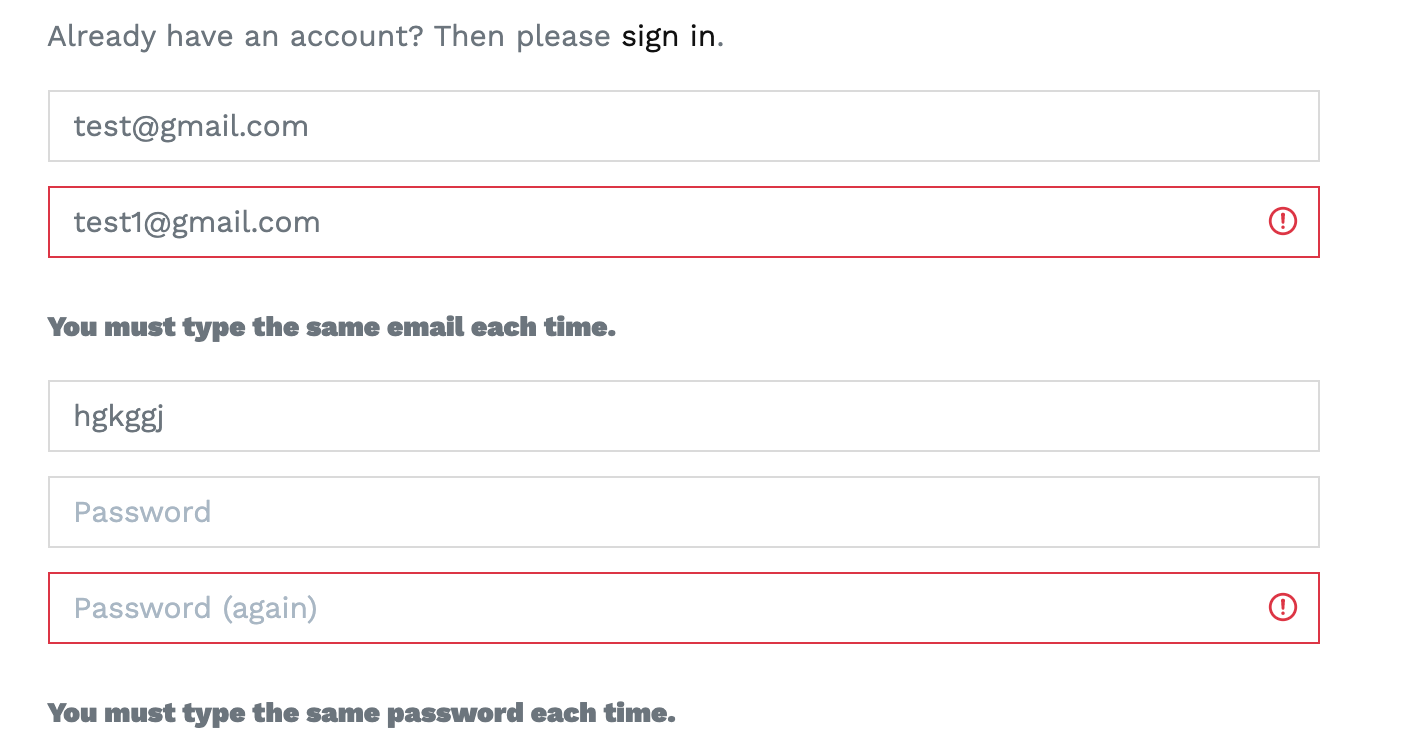 Already have an account? Then please sign in.
test@gmail.com
test1@gmail.com
You must type the same email each time.
hgkggj
Password
Password (again)
You must type the same password each time.